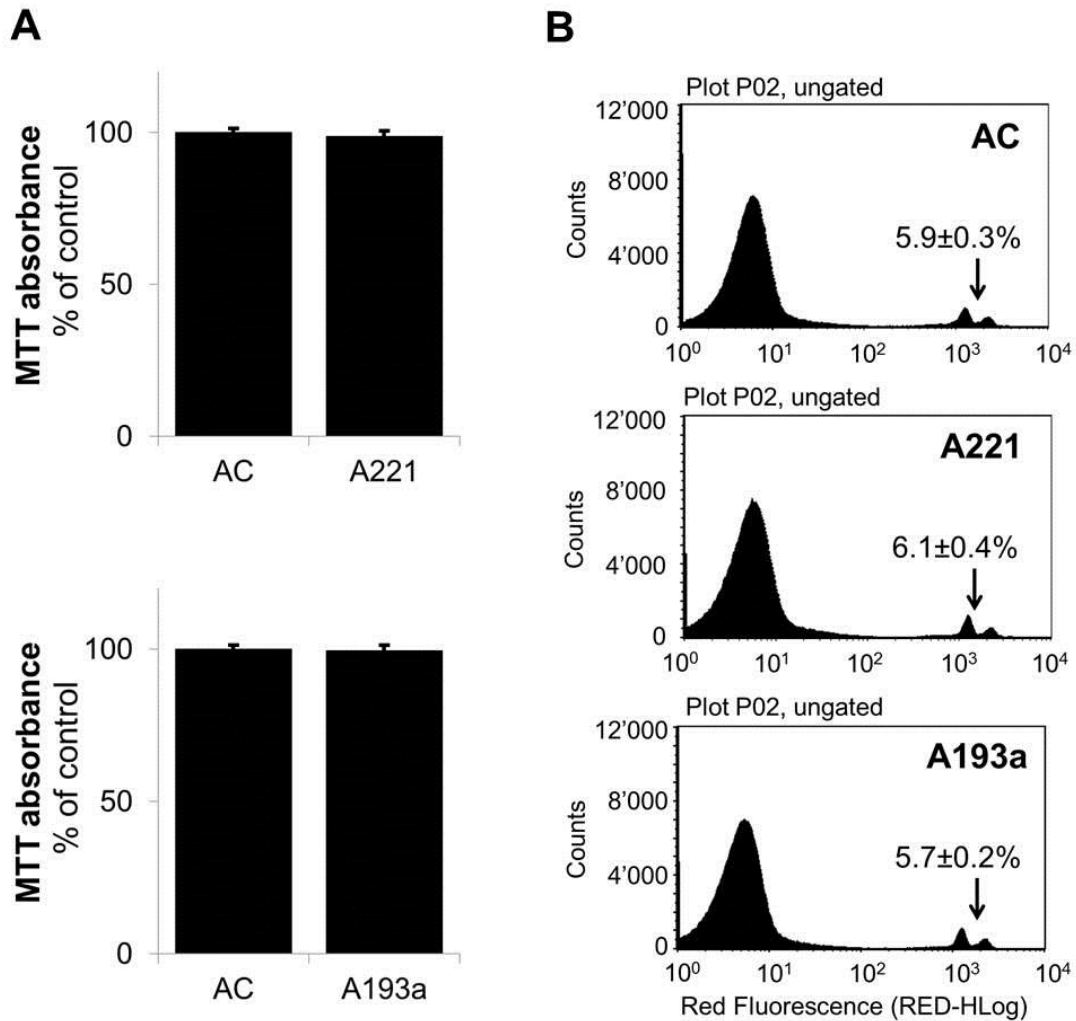 A
MTT absorbance
% of control
100
50
0
AC A221
MTT absorbance
% of control
100
50
0
AC A193a
B
Plot P02, ungated
12’000
8’000
4’000
0
Counts
AC
5.9±0.3%
10⁰ 10¹ 10² 10³ 10⁴
Plot P02, ungated
12’000
8’000
4’000
0
Counts
A221
6.1±0.4%
10⁰ 10¹ 10² 10³ 10⁴
Plot P02, ungated
12’000
8’000
4’000
0
Counts
A193a
5.7±0.2%
10⁰ 10¹ 10² 10³ 10⁴
Red Fluorescence (RED-HLog)